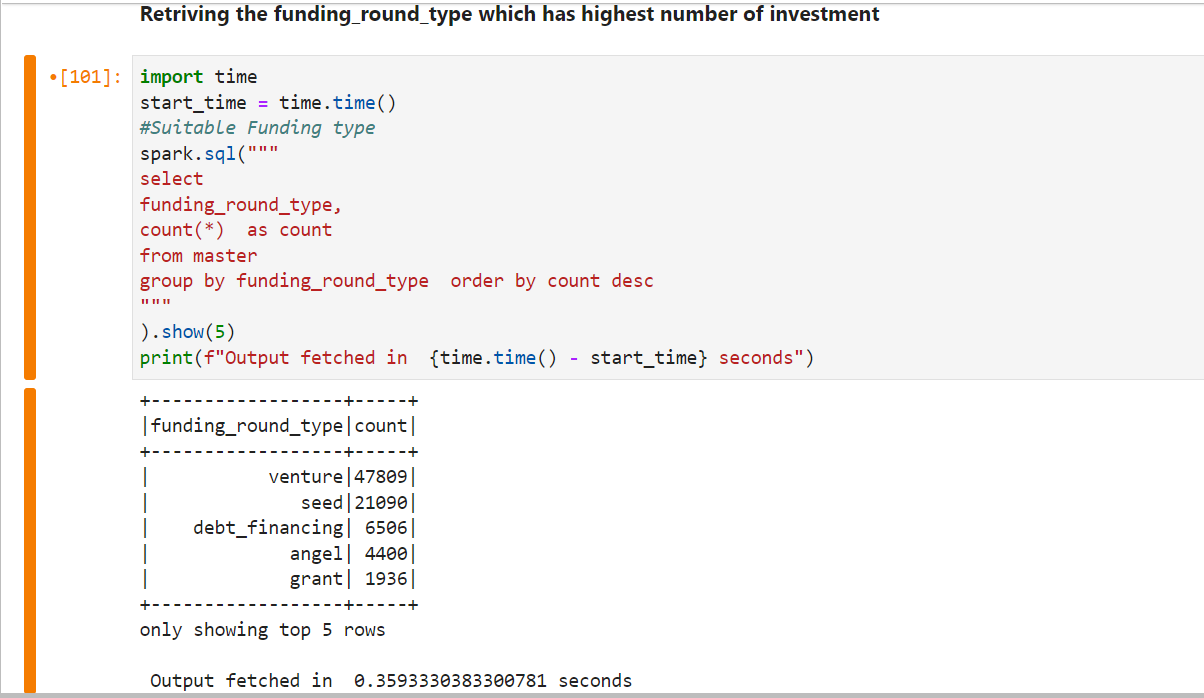 Retriving the funding_round_type which has highest number of investment
•[101]:
import time
start_time = time.time()
#Suitable Funding type
spark.sql("""
select
funding_round_type,
count(*)  as count
from master
group by funding_round_type  order by count desc
"""
).show(5)
print(f"Output fetched in  {time.time() - start_time} seconds")
+------------------+-----+
|funding_round_type|count|
+------------------+-----+
|           venture|47809|
|              seed|21090|
|    debt_financing| 6506|
|             angel| 4400|
|             grant| 1936|
+------------------+-----+
only showing top 5 rows
Output fetched in  0.3593330383300781 seconds